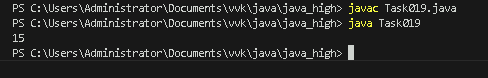 PS C:\Users\Administrator\Documents\vvk\java\java_high> javac Task019.java
PS C:\Users\Administrator\Documents\vvk\java\java_high> java Task019
15
PS C:\Users\Administrator\Documents\vvk\java\java_high>